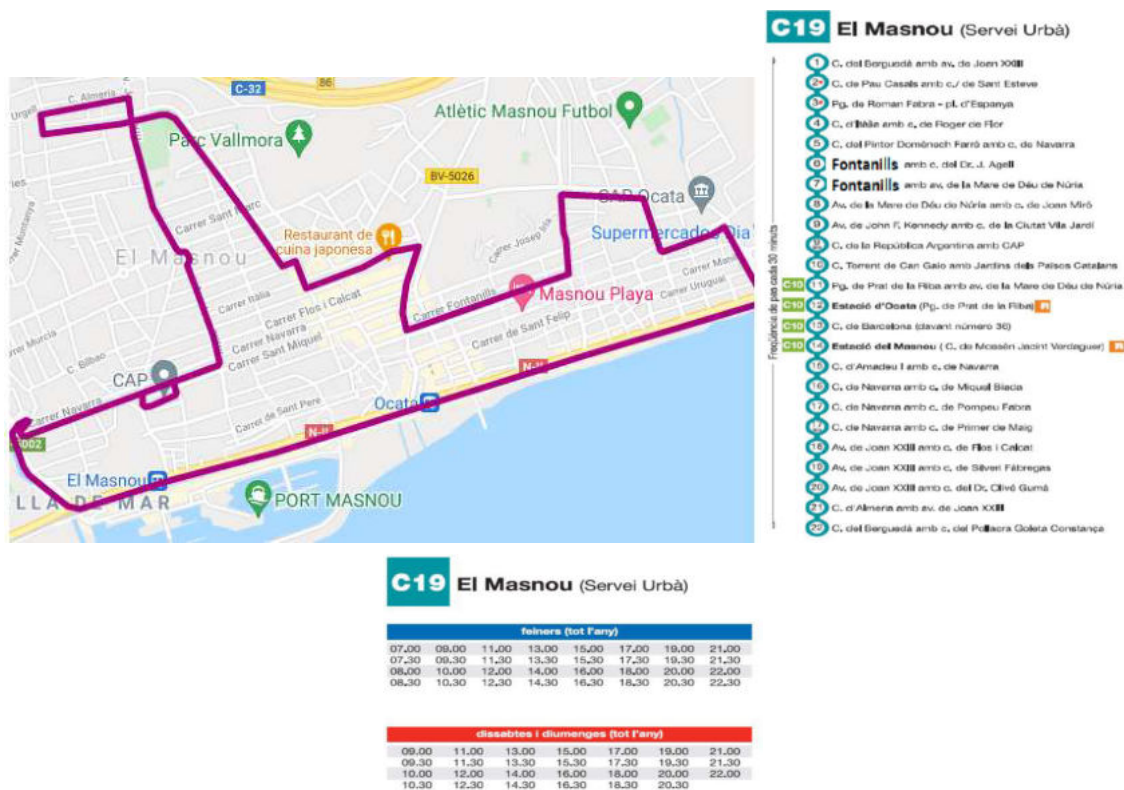 C19 El Masnou (Servei Urbà)
1 C. del Berguedà amb av. de Joan XXIII
2 C. de Pau Casals amb c./ de Sant Esteve
3 Pg. de Roman Fabra - pl. d'Espanya
4 C. d'Itàlia amb c. de Roger de Flor
5 C. del Pintor Domènech Farró amb c. de Navarra
6 Fontanills amb c. del Dr. J. Agell
7 Fontanills amb av. de la Mare de Déu de Núria
8 Av. de la Mare de Déu de Núria amb c. de Joan Miró
9 Av. de John F. Kennedy amb c. de la Ciutat Vila Jardí
C. de la República Argentina amb CAP
10 C. Torrent de Can Gaio amb Jardins dels Països Catalans
C10 11 Pg. de Prat de la Riba amb av. de la Mare de Déu de Núria
C10 12 Estació d'Ocata (Pg. de Prat de la Riba)
C10 13 C. de Barcelona (davant número 36)
C10 14 Estació del Masnou ( C. de Mossèn Jacint Verdaguer)
15 C. d'Amadeu I amb c. de Navarra
16 C. de Navarra amb c. de Miquel Biada
17 C. de Navarra amb c. de Pompeu Fabra
C. de Navarra amb c. de Primer de Maig
18 Av. de Joan XXIII amb c. de Flos i Calcat
19 Av. de Joan XXIII amb c. de Silveri Fàbregas
20 Av. de Joan XXIII amb c. del Dr. Olivé Gumà
21 C. d'Almeria amb av. de Joan XXIII
22 C. del Berguedà amb c. del Pollacra Goleta Constança
Freqüència de pas cada 30 minuts
86
C-32
C. Almería
Urgell
Atlètic Masnou Futbol
Parc Vallmora
BV-5026
CAP Ocata
Carrer Sant Marc
Restaurant de
cuina japonesa
Carrer Josep Irla
Supermercados Dia
El Masnou
Carrer Itàlia
Masnou Playa
Carrer Fontanills
Carrer Uruguai
Carrer Flos i Calcat
Carrer Murcia
Carrer Navarra
Carrer de Sant Felip
C. Bilbao
Carrer Sant Miquel
N-II
CAP
Carrer Navarra
Carrer de Sant Pere
Ocata
N-II
El Masnou
PORT MASNOU
LLA DE MAR
C19 El Masnou (Servei Urbà)
feiners (tot l'any)
07.00 09.00 11.00 13.00 15.00 17.00 19.00 21.00
07.30 09.30 11.30 13.30 15.30 17.30 19.30 21.30
08.00 10.00 12.00 14.00 16.00 18.00 20.00 22.00
08.30 10.30 12.30 14.30 16.30 18.30 20.30 22.30
dissabtes i diumenges (tot l'any)
09.00 11.00 13.00 15.00 17.00 19.00 21.00
09.30 11.30 13.30 15.30 17.30 19.30 21.30
10.00 12.00 14.00 16.00 18.00 20.00 22.00
10.30 12.30 14.30 16.30 18.30 20.30